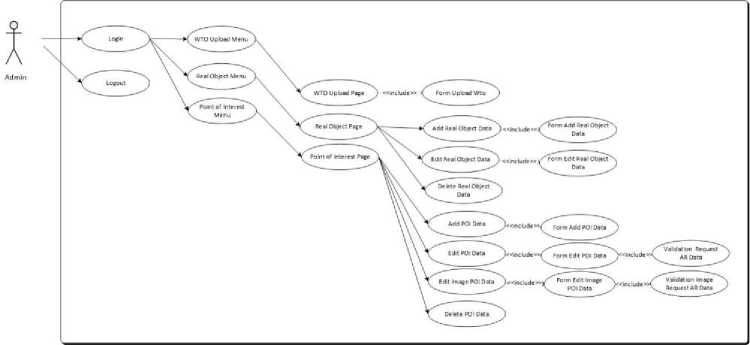 Admin
Login
WTO Upload Menu
Real Object Menu
Logout
Point of Interest
Menu
WTO Upload Page
<<include>>
Form Upload Wto
Real Object Page
Add Real Object Data
<<include>>
Form Add Real Object
Data
Point of Interest Page
Edit Real Object Data
<<include>>
Form Edit Real Object
Data
Delete Real Object
Data
Add POI Data
<<include>>
Form Add POI Data
Edit POI Data
<<include>>
Form Edit POI Data
<<include>>
Validation Request
AR Data
Edit Image POI Data
<<include>>
Form Edit Image
POI Data
<<include>>
Validation Image
Request AR Data
Delete POI Data